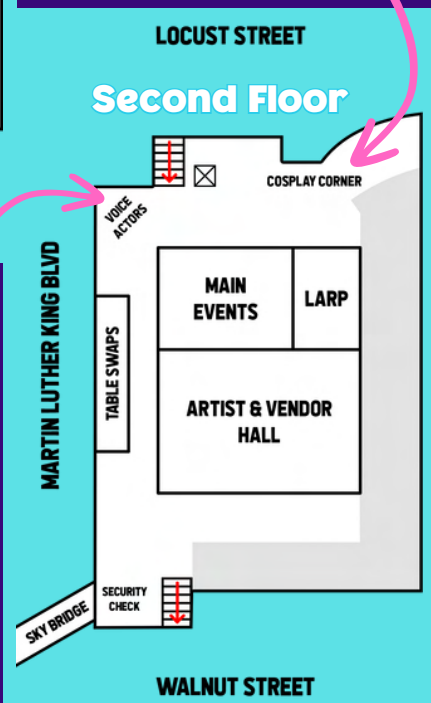 LOCUST STREET
Second Floor
COSPLAY CORNER
VOICE
ACTORS
MAIN
EVENTS
LARP
MARTIN LUTHER KING BLVD
TABLE SWAPS
ARTIST & VENDOR
HALL
SECURITY
CHECK
SKY BRIDGE
WALNUT STREET